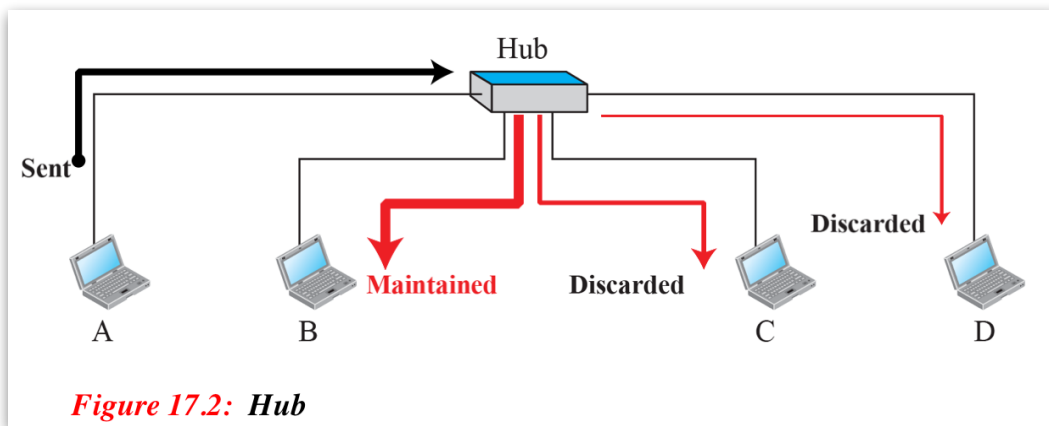 Hub
Sent
Discarded
Maintained
Discarded
A
B
C
D
Figure 17.2: Hub